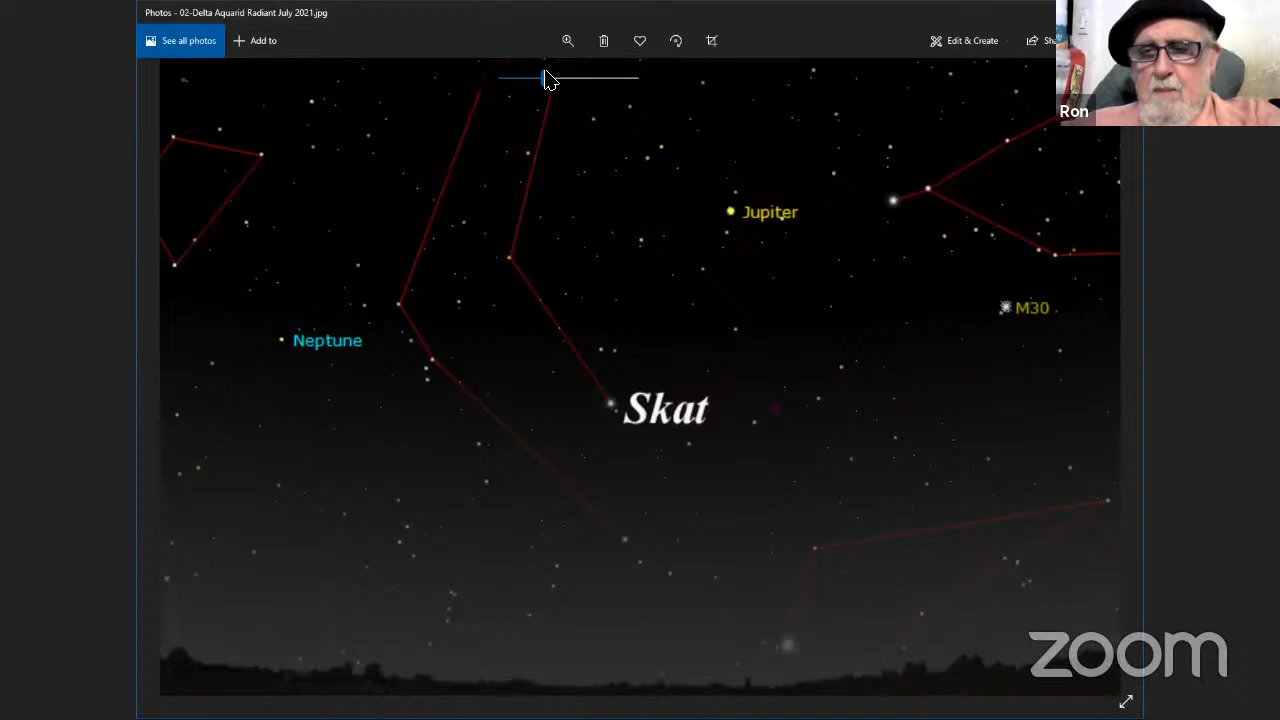 Photos - 02-Delta Aquarid Radiant July 2021.jpg
See all photos
Add to
Edit & Create
Sha
Ron
Jupiter
M30
Neptune
Skat
zoom